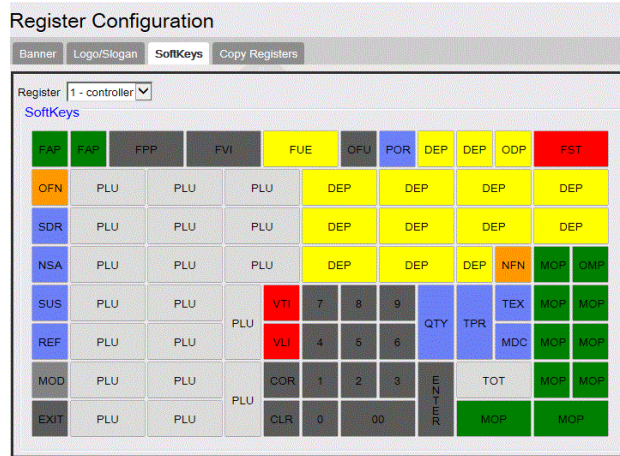 Register Configuration
Banner Logo/Slogan SoftKeys Copy Registers
Register 1 - controller
SoftKeys
FAP FAP FPP FVI FUE OFU POR DEP DEP ODP FST
OFN PLU PLU PLU DEP DEP DEP DEP
SDR PLU PLU PLU DEP DEP DEP DEP
NSA PLU PLU PLU DEP DEP DEP NFN MOP OMP
SUS PLU PLU PLU VTI 7 8 9 QTY TPR TEX MOP MOP
REF PLU PLU VLI 4 5 6 MDC MOP MOP
MOD PLU PLU PLU COR 1 2 3 ENTER TOT MOP MOP
EXIT PLU PLU CLR 0 00 MOP MOP